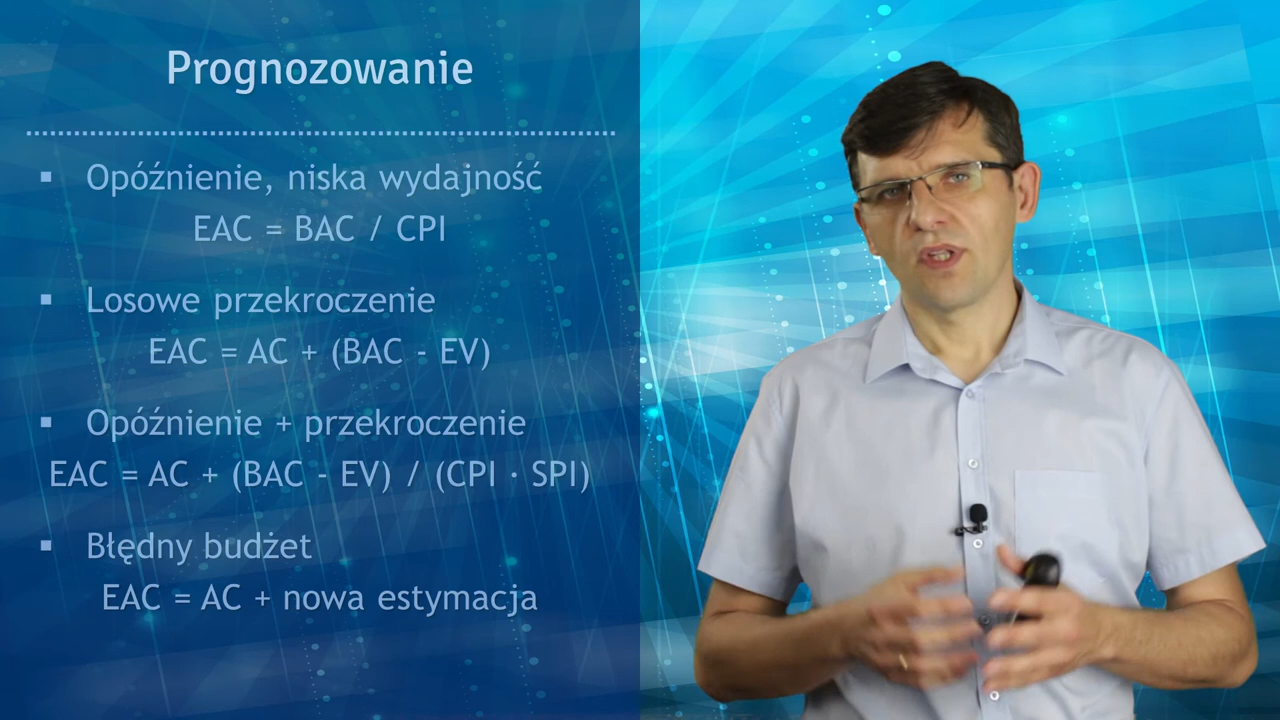 Prognozowanie
▪ Opóźnienie, niska wydajność
EAC = BAC / CPI
▪ Losowe przekroczenie
EAC = AC + (BAC - EV)
▪ Opóźnienie + przekroczenie
EAC = AC + (BAC - EV) / (CPI · SPI)
▪ Błędny budżet
EAC = AC + nowa estymacja